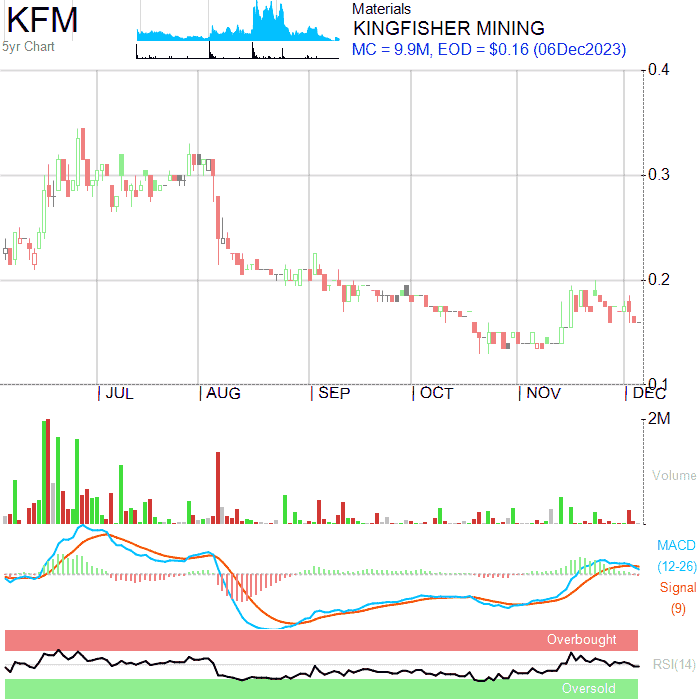 KFM
5yr Chart
Materials
KINGFISHER MINING
MC = 9.9M, EOD = $0.16 (06Dec2023)
0.4
0.3
0.2
0.1
JUL AUG SEP OCT NOV DEC
2M
Volume
MACD
(12-26)
Signal
(9)
Overbought
RSI(14)
Oversold